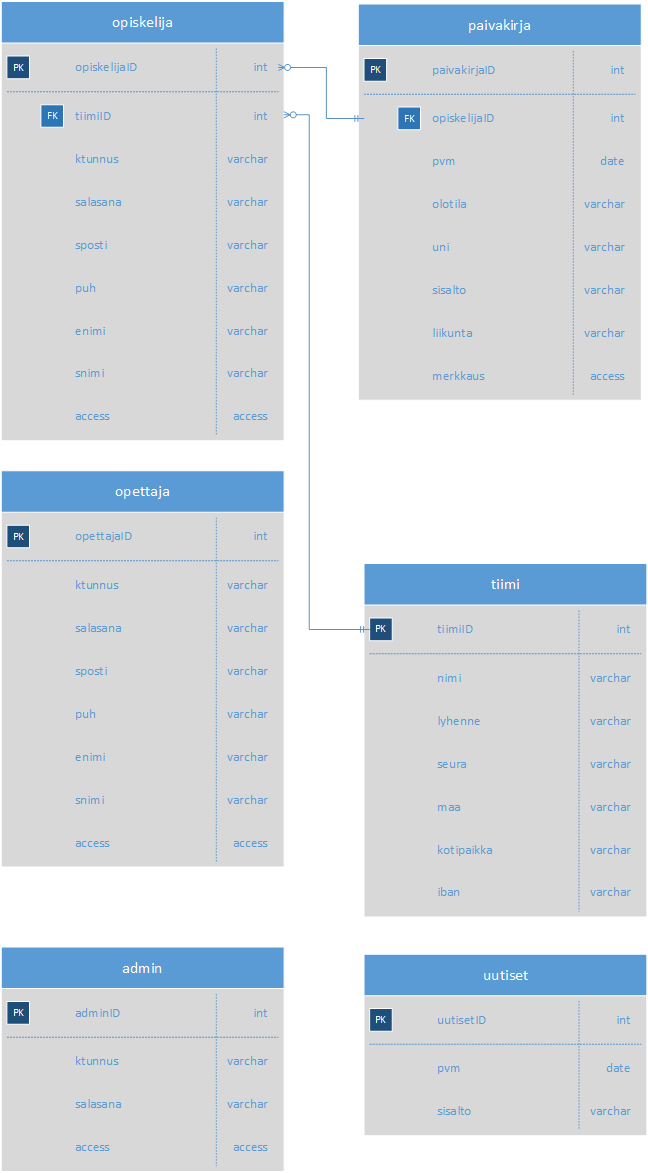 opiskelija
PK opiskelijaID int
FK tiimiID int
ktunnus varchar
salasana varchar
sposti varchar
puh varchar
enimi varchar
snimi varchar
access access
paivakirja
PK paivakirjaID int
FK opiskelijaID int
pvm date
olotila varchar
uni varchar
sisalto varchar
liikunta varchar
merkkaus access
opettaja
PK opettajaID int
ktunnus varchar
salasana varchar
sposti varchar
puh varchar
enimi varchar
snimi varchar
access access
tiimi
PK tiimiID int
nimi varchar
lyhenne varchar
seura varchar
maa varchar
kotipaikka varchar
iban varchar
admin
PK adminID int
ktunnus varchar
salasana varchar
access access
uutiset
PK uutisetID int
pvm date
sisalto varchar